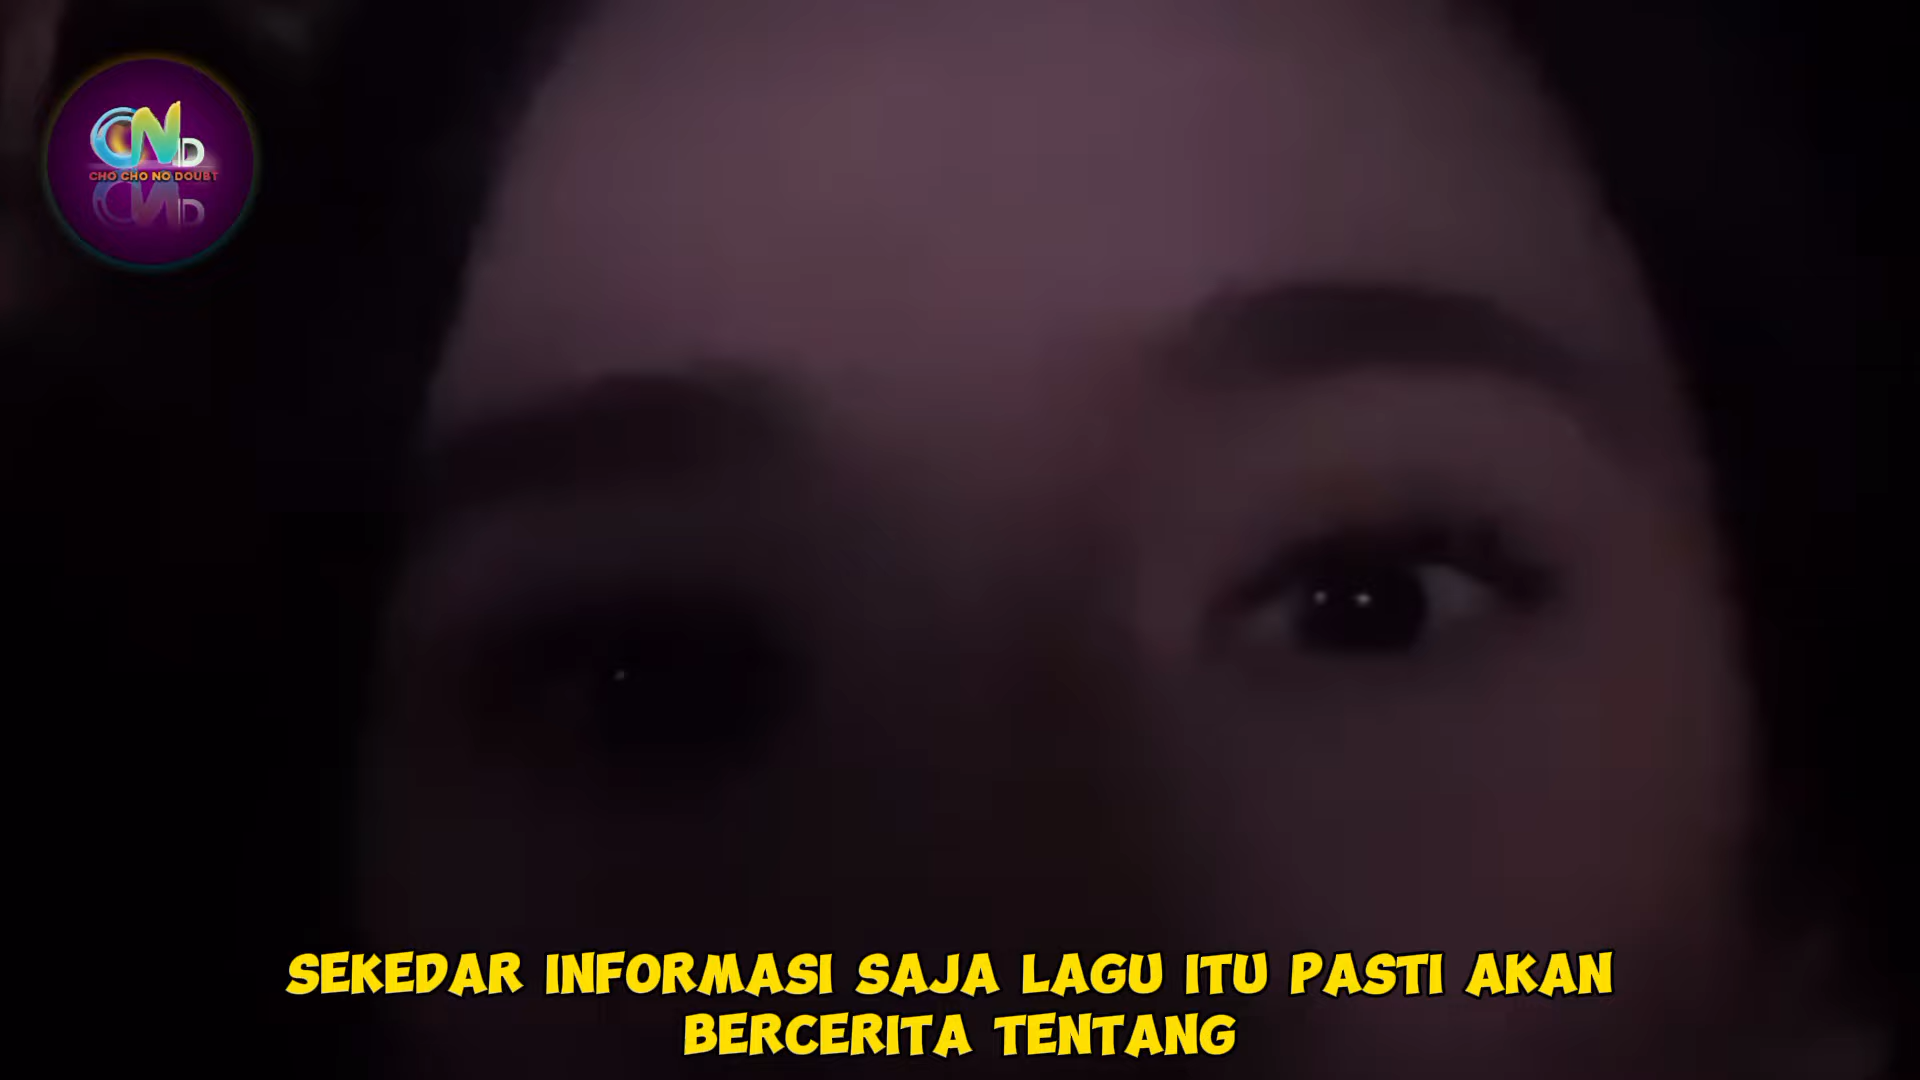 CND
CHO CHO NO DOUBT
SEKEDAR INFORMASI SAJA LAGU ITU PASTI AKAN
BERCERITA TENTANG